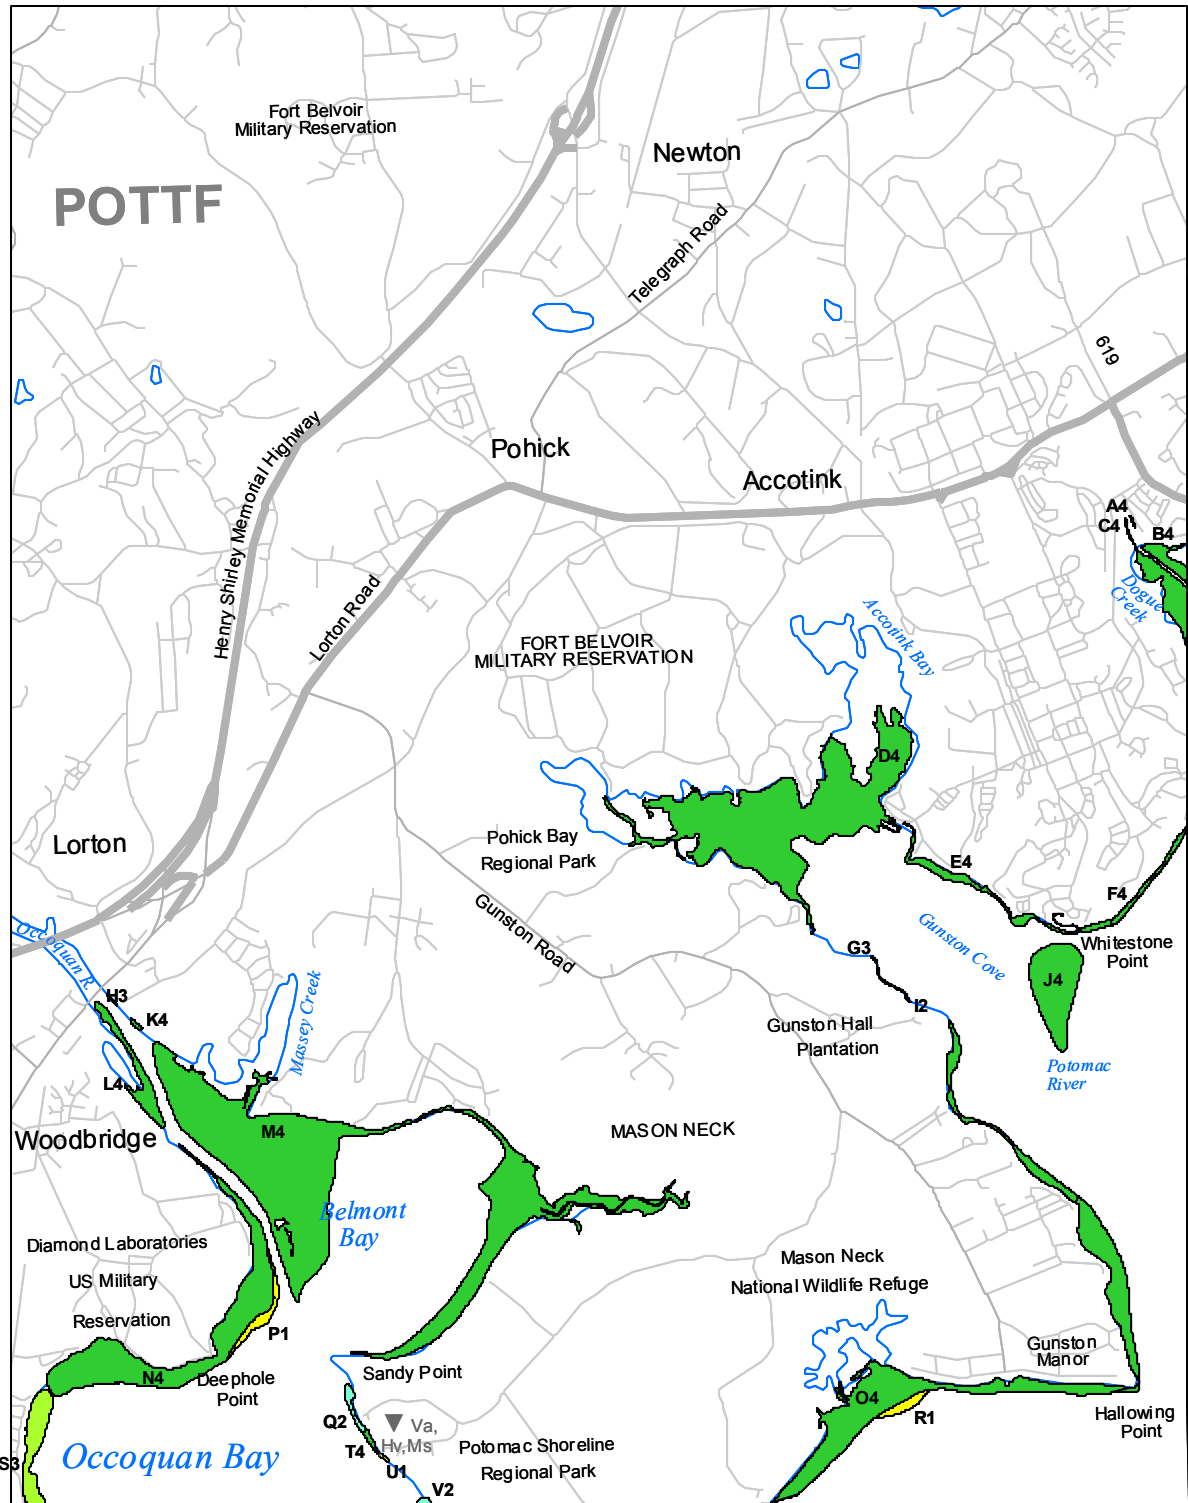 Fort Belvoir
Military Reservation
Newton
POTTF
Telegraph Road
619
Henry Shirley Memorial Highway
Pohick
Accotink
A4
C4
B4
Dogue
Creek
Lorton Road
Accotink Bay
FORT BELVOIR
MILITARY RESERVATION
D4
Lorton
Pohick Bay
Regional Park
E4
F4
Gunston Road
Gunston Cove
Whitestone
Point
G3
Occoquan R.
J4
Massey Creek
H3
K4
I2
Gunston Hall
Plantation
Potomac
River
L4
M4
Woodbridge
MASON NECK
Belmont
Bay
Diamond Laboratories
US Military
Reservation
Mason Neck
National Wildlife Refuge
P1
Gunston
Manor
N4
Deephole
Point
Sandy Point
O4
R1
Hallowing
Point
Q2
Va,
Hv,Ms
T4
U1
Potomac Shoreline
Regional Park
Occoquan Bay
S3
V2